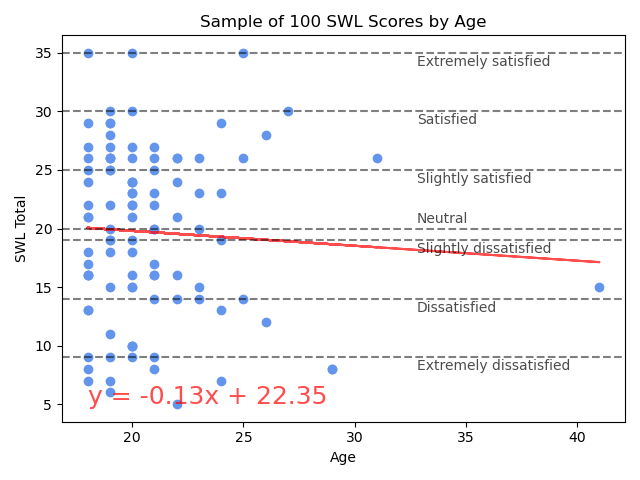 Sample of 100 SWL Scores by Age
35
Extremely satisfied
30
Satisfied
25
Slightly satisfied
Neutral
20
Slightly dissatisfied
15
Dissatisfied
10
Extremely dissatisfied
5
y = -0.13x + 22.35
SWL Total
20 25 30 35 40
Age